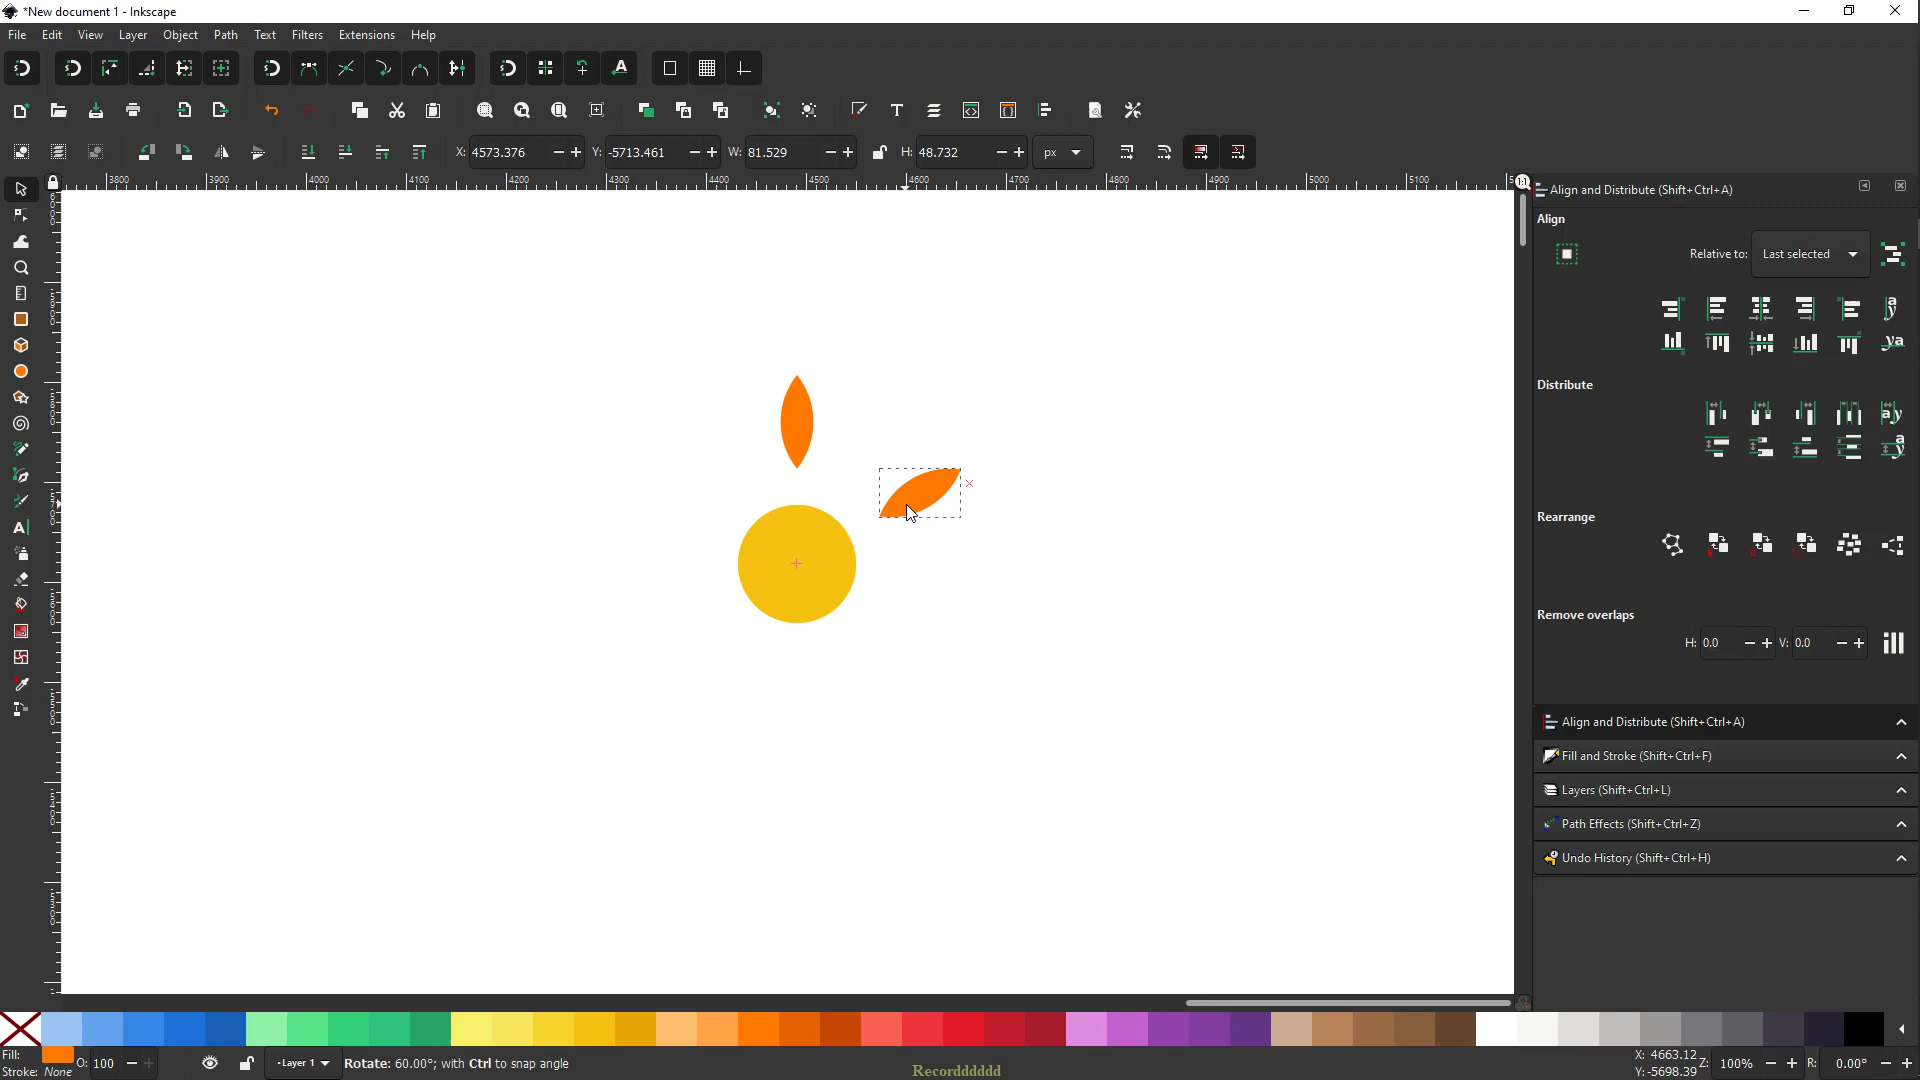 *New document 1 - Inkscape
File Edit View Layer Object Path Text Filters Extensions Help
X: 4573.376 Y: -5713.461 W: 81.529 H: 48.732 px
3800 3900 4000 4100 4200 4300 4400 4500 4600 4700 4800 4900 5000 5100
Align and Distribute (Shift+Ctrl+A)
Align
Relative to: Last selected
Distribute
Rearrange
Remove overlaps
H: 0.0 V: 0.0
Align and Distribute (Shift+Ctrl+A)
Fill and Stroke (Shift+Ctrl+F)
Layers (Shift+Ctrl+L)
Path Effects (Shift+Ctrl+Z)
Undo History (Shift+Ctrl+H)
Fill: O: 100
Stroke: None
-Layer 1
Rotate: 60.00°; with Ctrl to snap angle
Recordddddd
X: 4663.12
Y: -5698.39
Z: 100% R: 0.00°